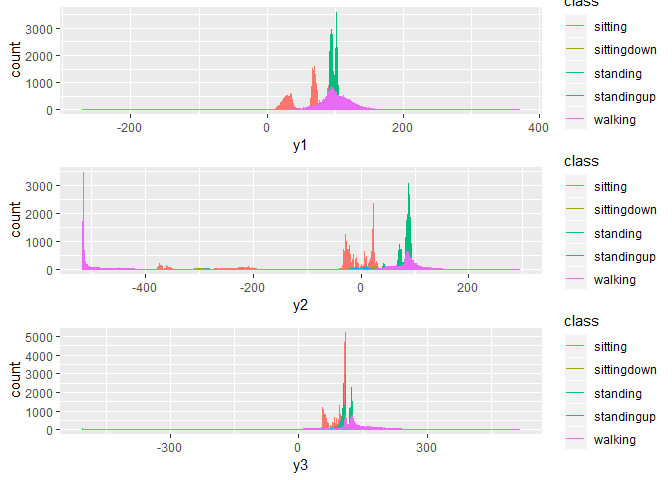 class
3000
2000
1000
0
count
-200
0
200
400
y1
sitting
sittingdown
standing
standingup
walking
class
3000
2000
1000
0
count
-400
-200
0
200
y2
sitting
sittingdown
standing
standingup
walking
class
5000
4000
3000
2000
1000
0
count
-300
0
300
y3
sitting
sittingdown
standing
standingup
walking